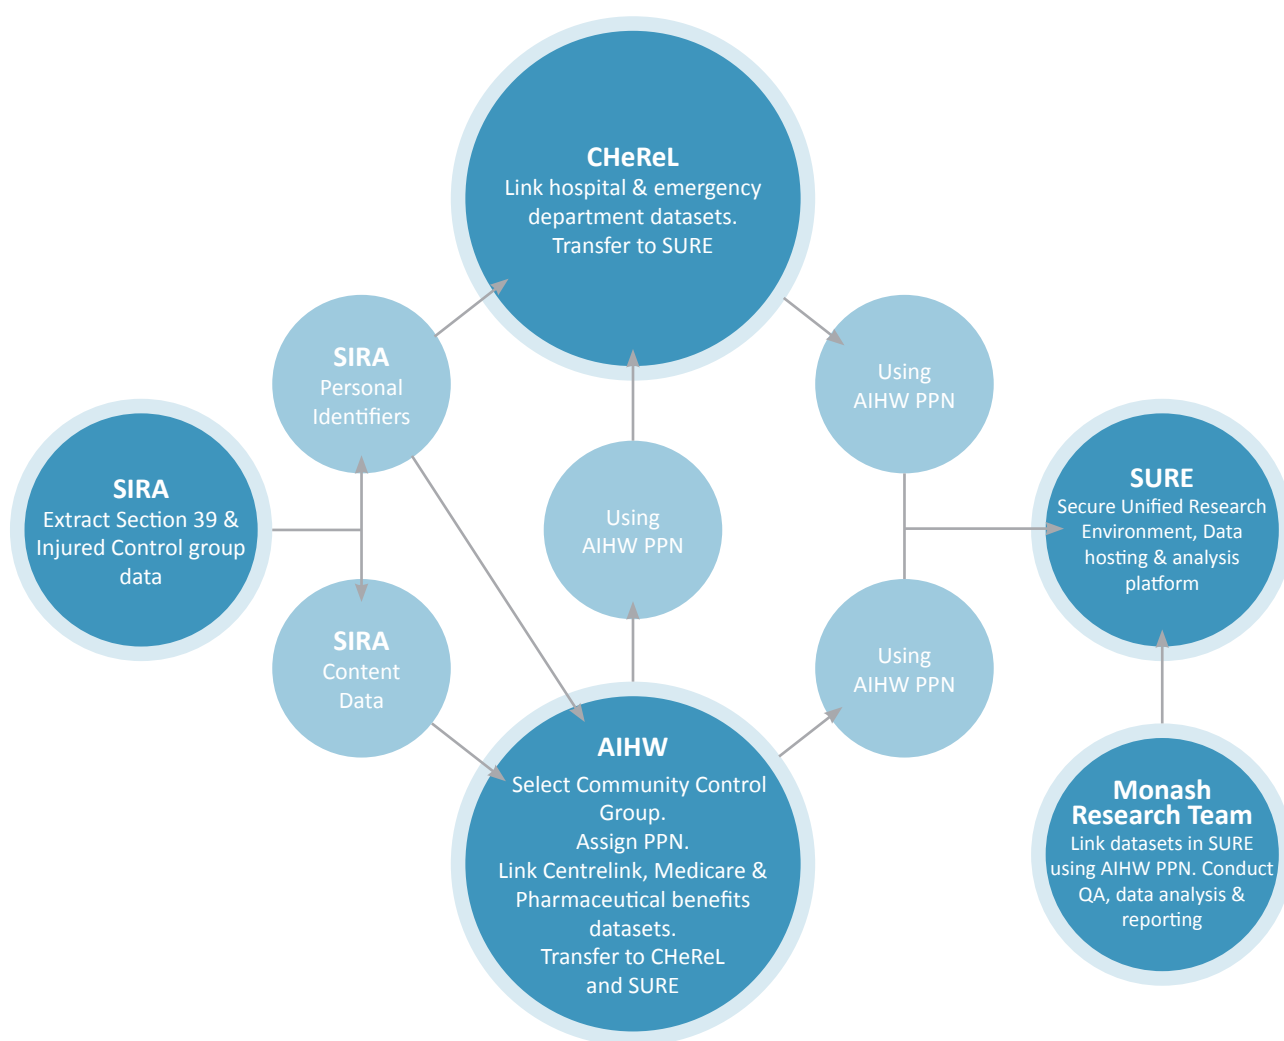 CHeReL
Link hospital & emergency
department datasets.
Transfer to SURE
SIRA
Personal
Identifiers
Using
AIHW PPN
SIRA
Extract Section 39 &
Injured Control group
data
Using
AIHW PPN
SURE
Secure Unified Research
Environment, Data
hosting & analysis
platform
SIRA
Content
Data
Using
AIHW PPN
AIHW
Select Community Control
Group.
Assign PPN.
Link Centrelink, Medicare &
Pharmaceutical benefits
datasets.
Transfer to CHeReL
and SURE
Monash
Research Team
Link datasets in SURE
using AIHW PPN. Conduct
QA, data analysis &
reporting